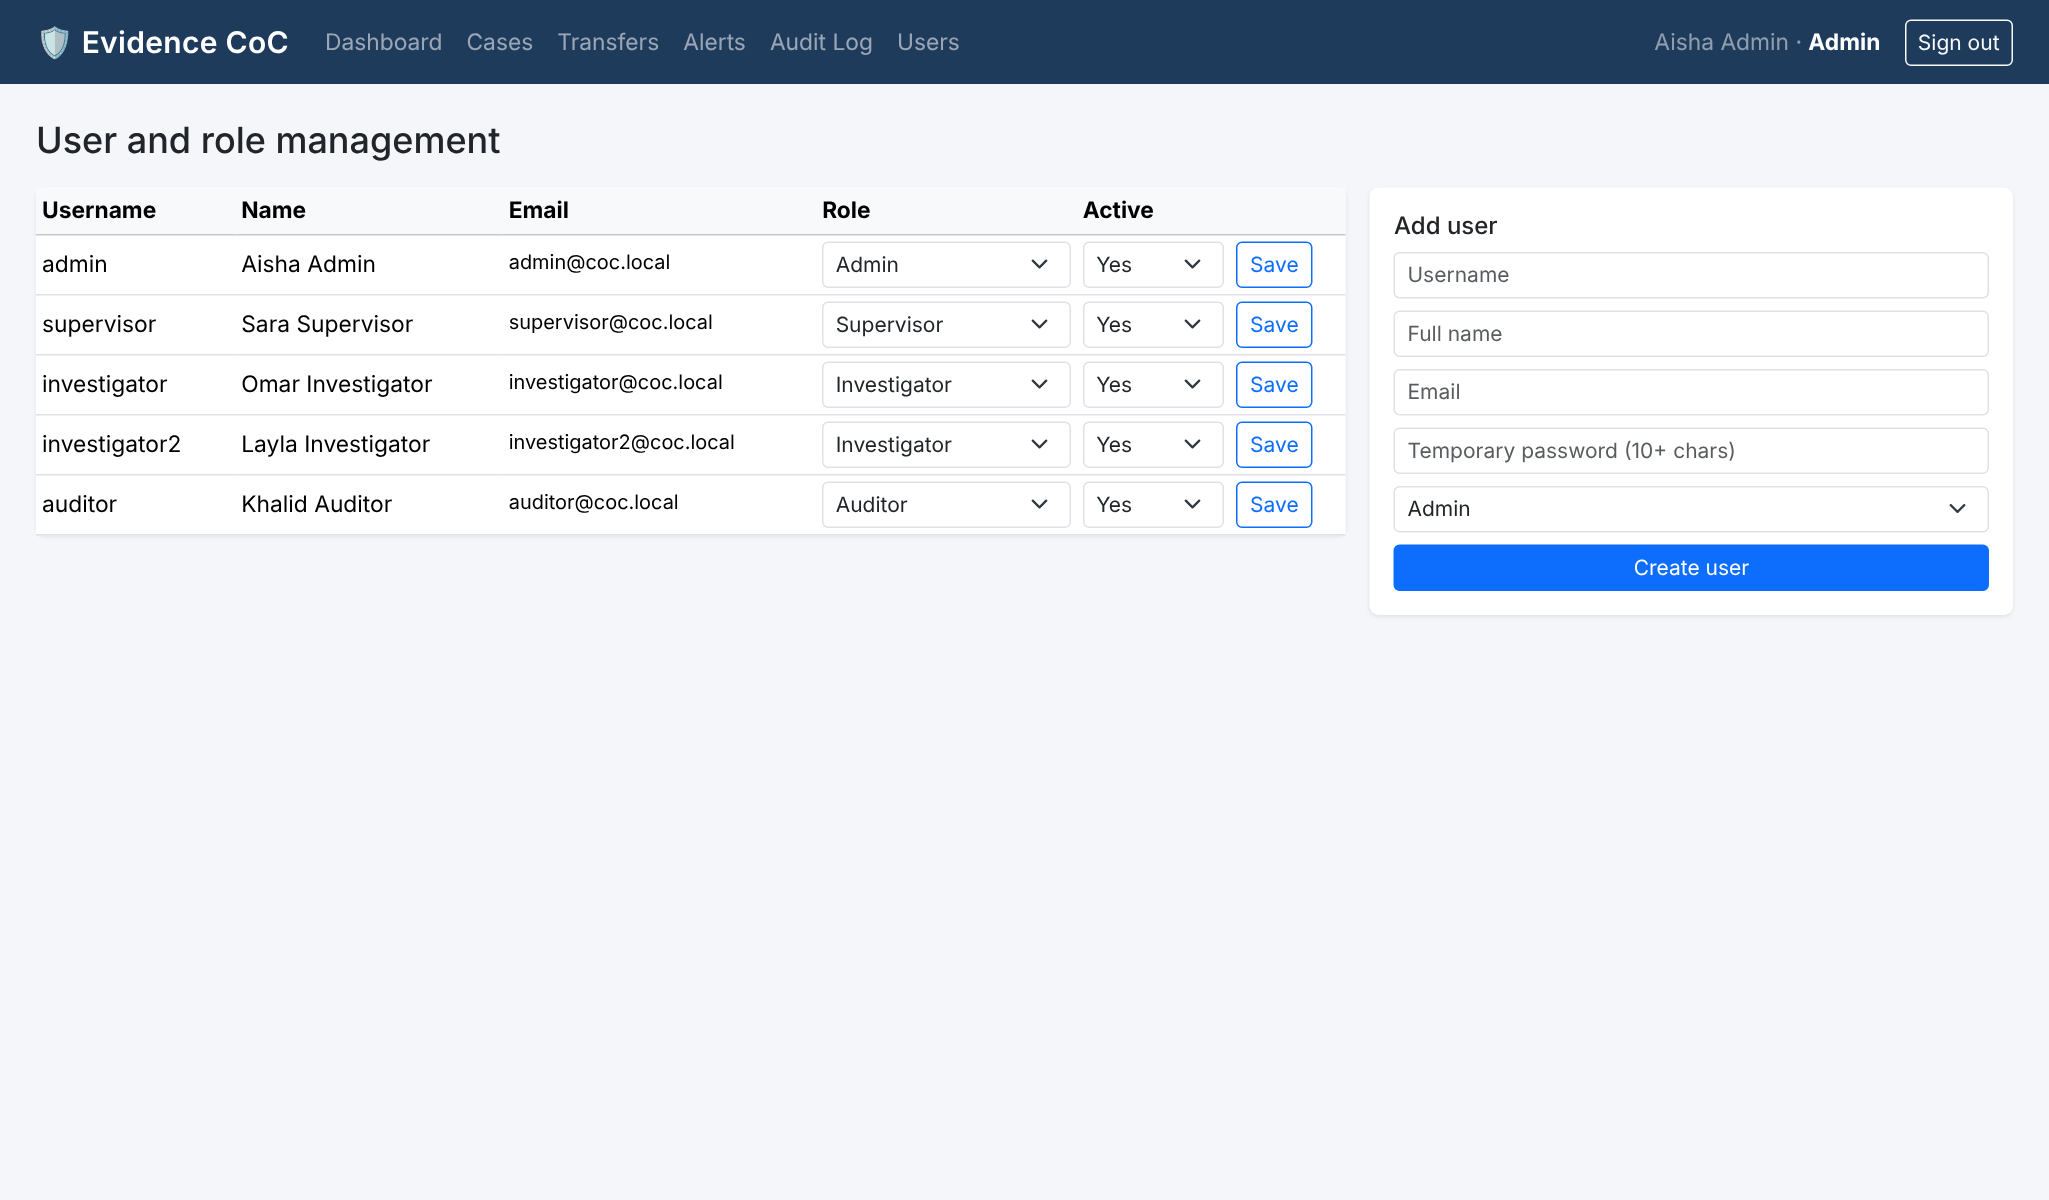 Evidence CoC Dashboard Cases Transfers Alerts Audit Log Users Aisha Admin · Admin Sign out
User and role management
Username Name Email Role Active
admin Aisha Admin admin@coc.local Admin Yes Save
supervisor Sara Supervisor supervisor@coc.local Supervisor Yes Save
investigator Omar Investigator investigator@coc.local Investigator Yes Save
investigator2 Layla Investigator investigator2@coc.local Investigator Yes Save
auditor Khalid Auditor auditor@coc.local Auditor Yes Save
Add user
Username
Full name
Email
Temporary password (10+ chars)
Admin
Create user